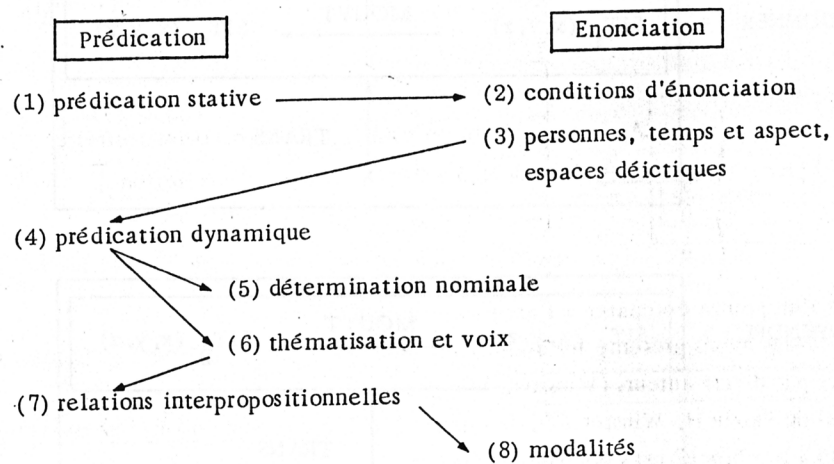 Prédication
Enonciation
(1) prédication stative
(2) conditions d'énonciation
(3) personnes, temps et aspect,
espaces déictiques
(4) prédication dynamique
(5) détermination nominale
(6) thématisation et voix
(7) relations interpropositionnelles
(8) modalités